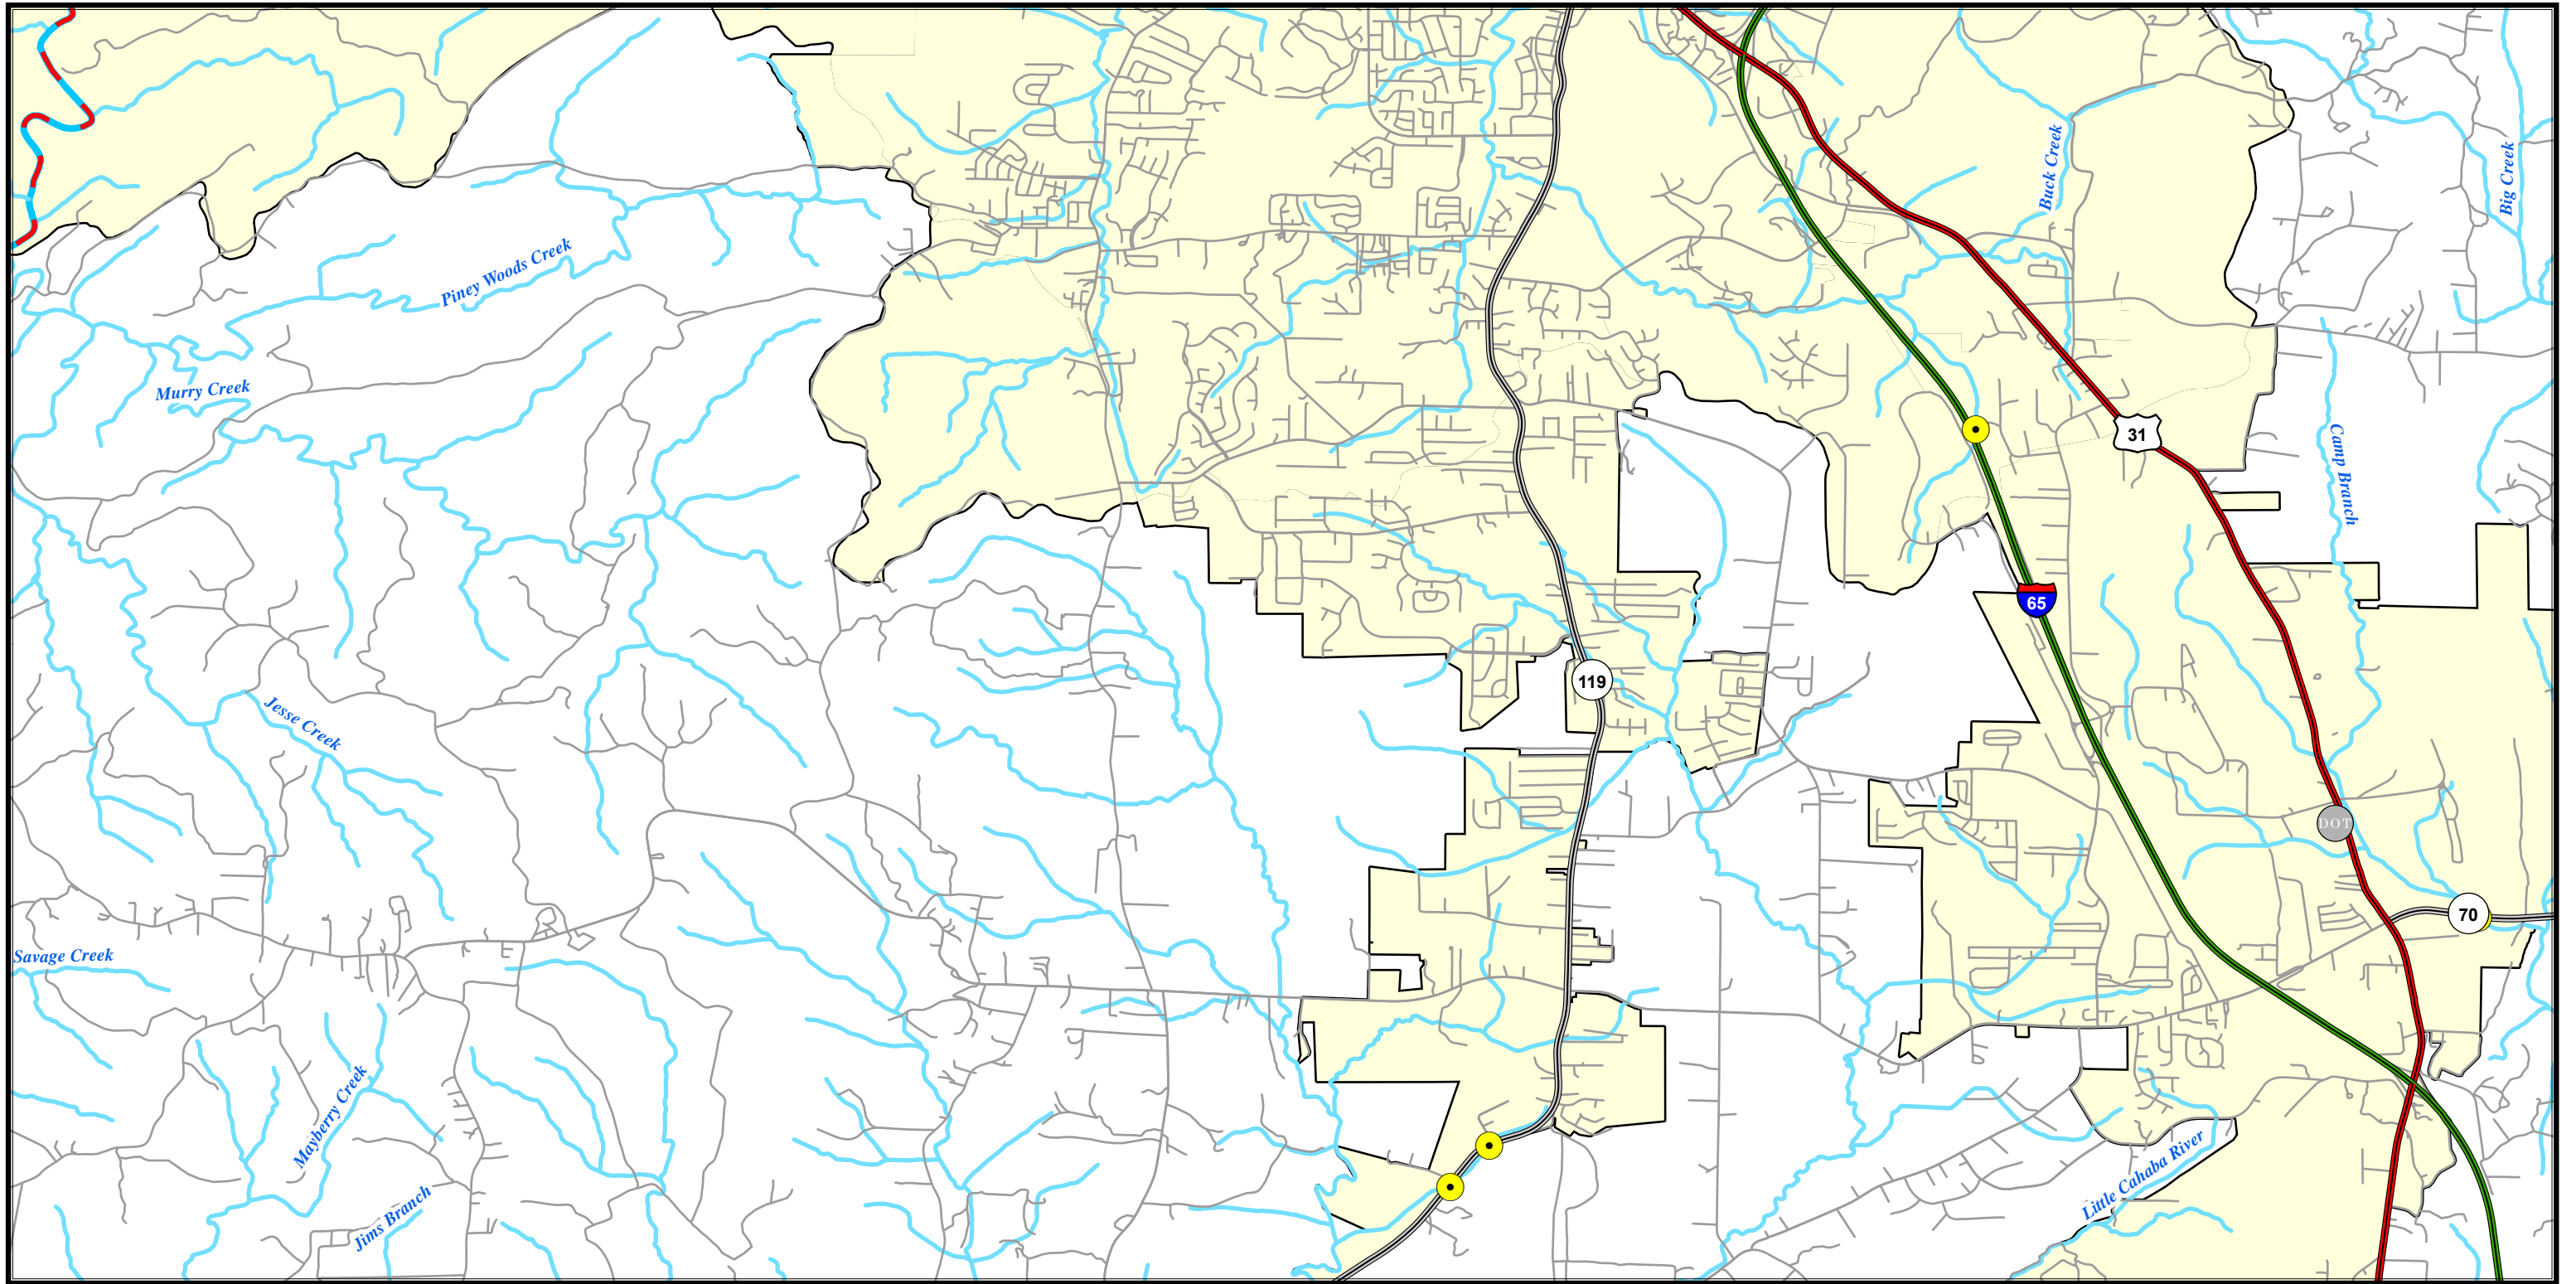 Buck Creek
Big Creek
Piney Woods Creek
Murry Creek
31
Camp Branch
65
119
Jesse Creek
DOT
70
Savage Creek
Mayberry Creek
Little Cahaba River
Jims Branch